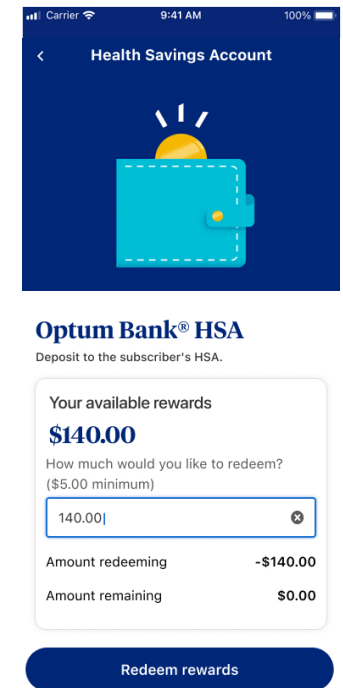 Carrier 9:41 AM 100%
Health Savings Account
Optum Bank® HSA
Deposit to the subscriber's HSA.
Your available rewards
$140.00
How much would you like to redeem?
($5.00 minimum)
140.00
Amount redeeming -$140.00
Amount remaining $0.00
Redeem rewards